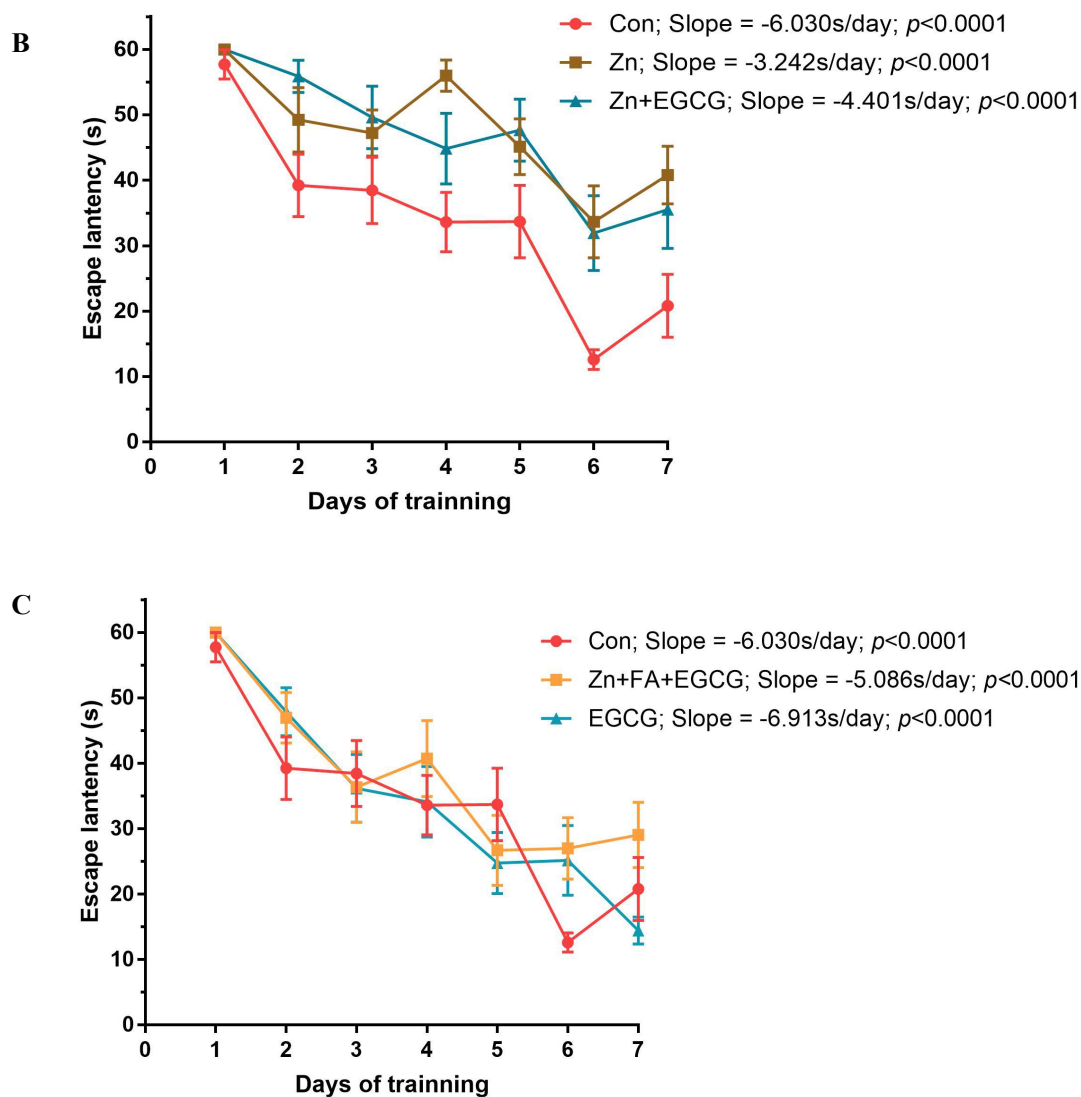 B
Con; Slope = -6.030s/day; p<0.0001
Zn; Slope = -3.242s/day; p<0.0001
Zn+EGCG; Slope = -4.401s/day; p<0.0001
Escape lantency (s)
60
50
40
30
20
10
0
0 1 2 3 4 5 6 7
Days of trainning
C
Con; Slope = -6.030s/day; p<0.0001
Zn+FA+EGCG; Slope = -5.086s/day; p<0.0001
EGCG; Slope = -6.913s/day; p<0.0001
Escape lantency (s)
60
50
40
30
20
10
0
0 1 2 3 4 5 6 7
Days of trainning